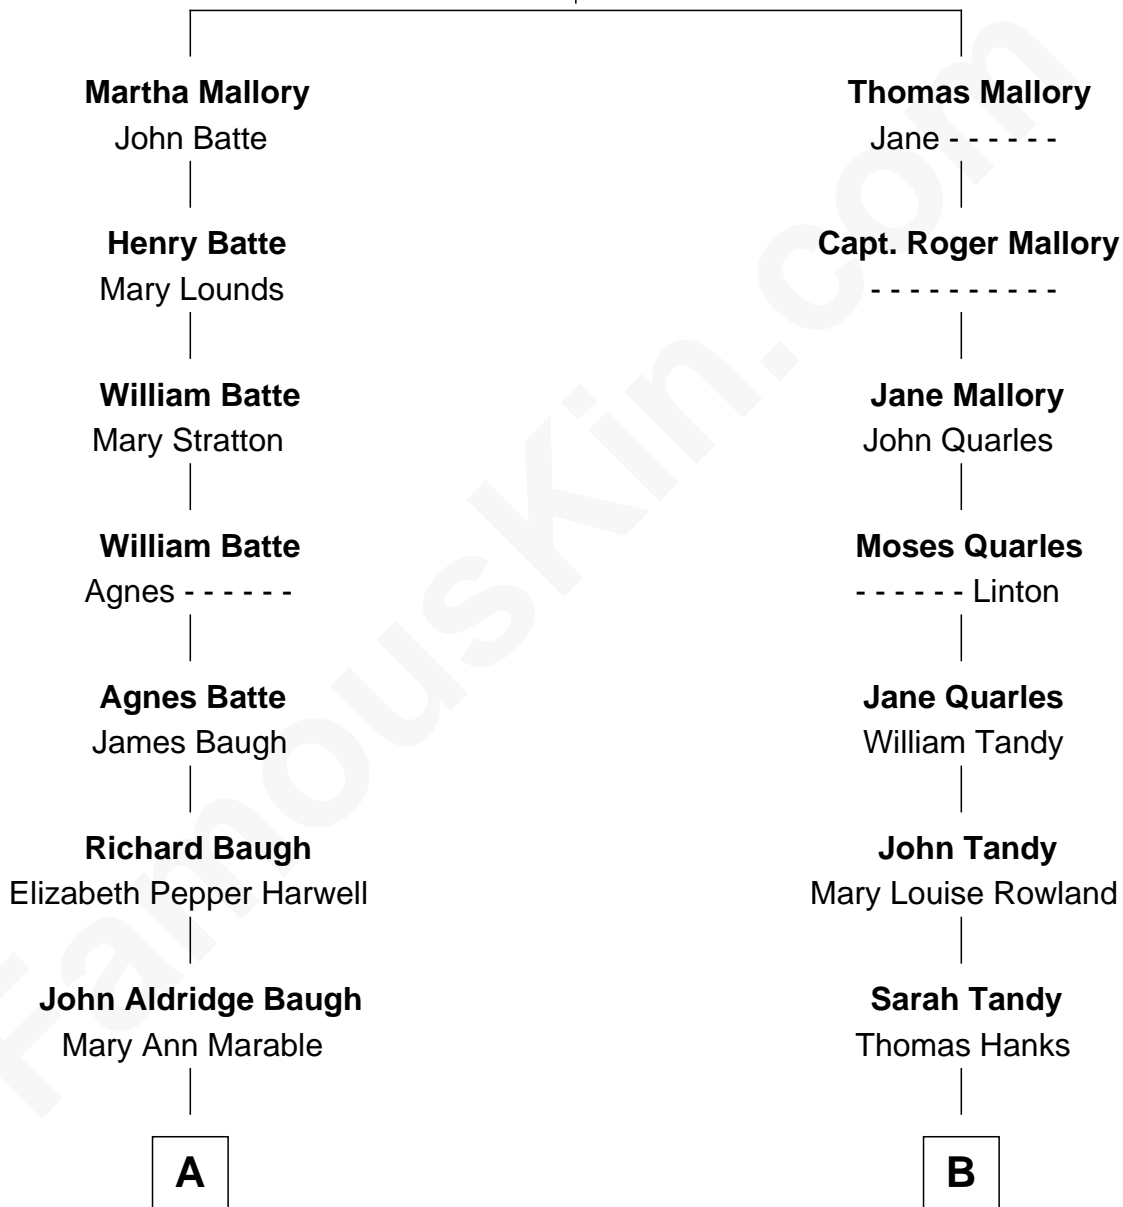 Martha Mallory
John Batte
Henry Batte
Mary Lounds
William Batte
Mary Stratton
William Batte
Agnes - - - - - -
Agnes Batte
James Baugh
Richard Baugh
Elizabeth Pepper Harwell
John Aldridge Baugh
Mary Ann Marable
A
Thomas Mallory
Jane - - - - - -
Capt. Roger Mallory
- - - - - - - - - -
Jane Mallory
John Quarles
Moses Quarles
- - - - - - Linton
Jane Quarles
William Tandy
John Tandy
Mary Louise Rowland
Sarah Tandy
Thomas Hanks
B
FamousKin.com